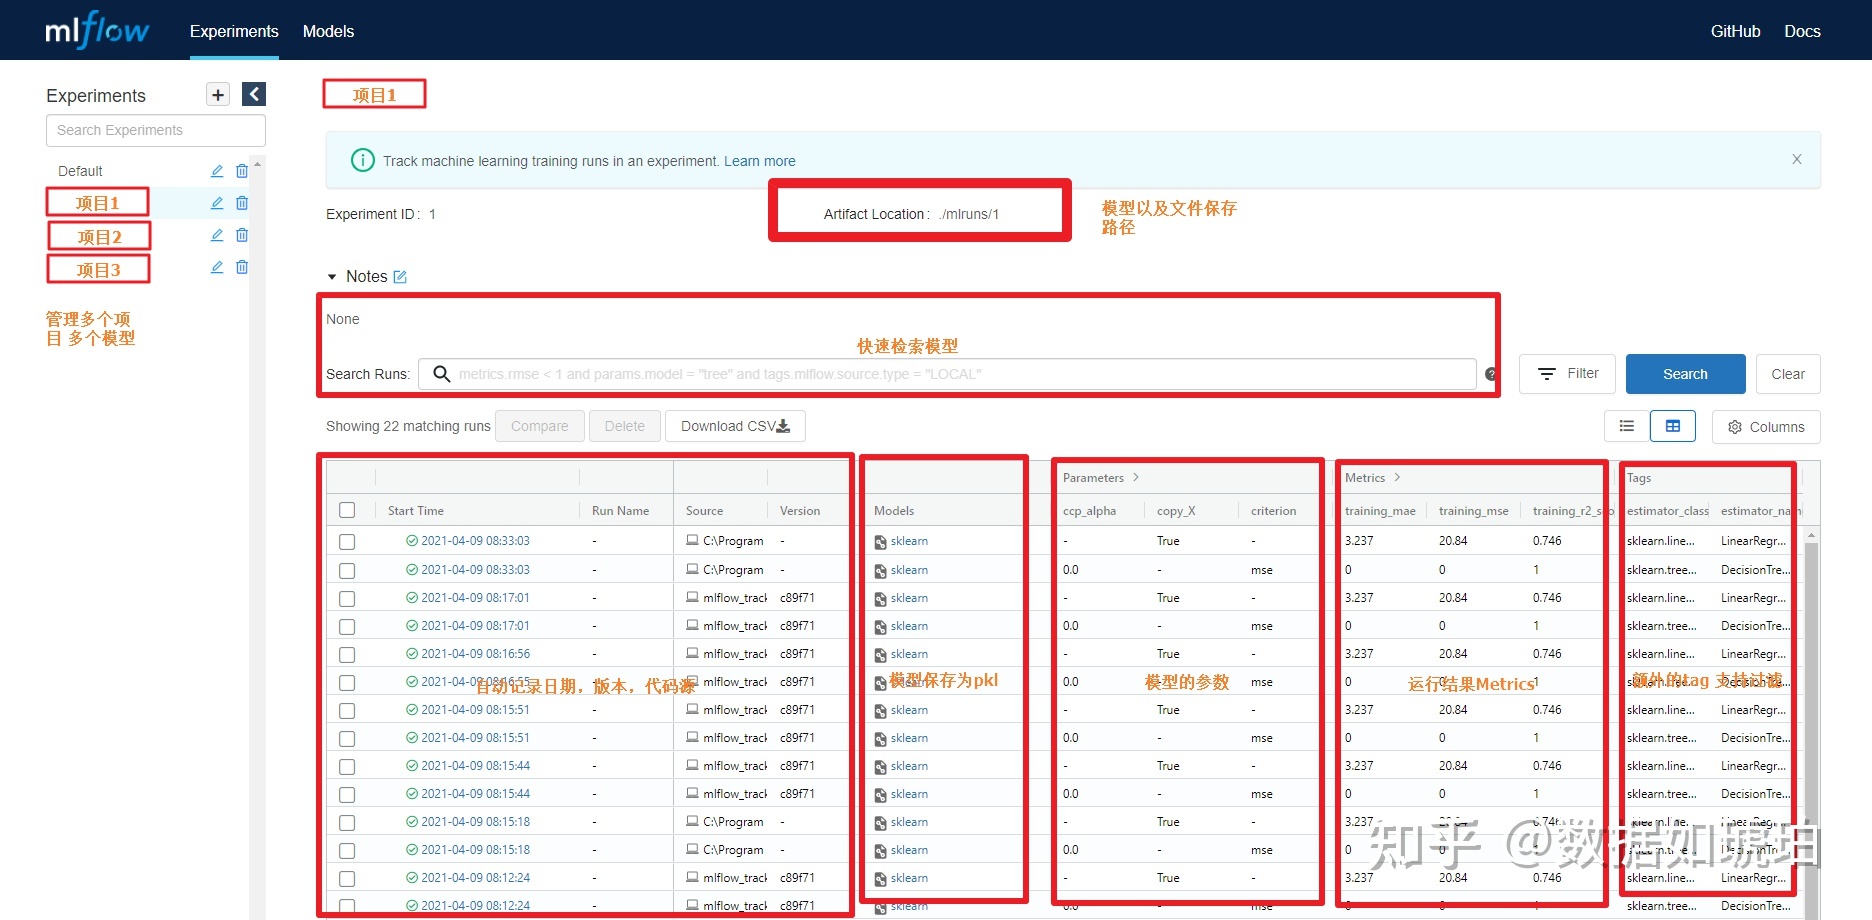 mlflow
Experiments Models GitHub Docs
Experiments
Search Experiments
Default
项目1
项目2
项目3
管理多个项
目 多个模型
项目1
Track machine learning training runs in an experiment. Learn more X
Experiment ID: 1
Artifact Location: ./mlruns/1
模型以及文件保存
路径
Notes
None
快速检索模型
Search Runs: metrics.rmse < 1 and params.model = "tree" and tags.mlflow.source.type = "LOCAL" ? Filter Search Clear
Showing 22 matching runs Compare Delete Download CSV Columns
Parameters > Metrics > Tags
Start Time Run Name Source Version Models ccp_alpha copy_X criterion training_mae training_mse training_r2_sco estimator_class estimator_nam
2021-04-09 08:33:03 - C:\Program - sklearn - True - 3.237 20.84 0.746 sklearn.line... LinearRegr...
2021-04-09 08:33:03 - C:\Program - sklearn 0.0 - mse 0 0 1 sklearn.tree... DecisionTre...
2021-04-09 08:17:01 - mlflow_track c89f71 sklearn - True - 3.237 20.84 0.746 sklearn.line... LinearRegr...
2021-04-09 08:17:01 - mlflow_track c89f71 sklearn 0.0 - mse 0 0 1 sklearn.tree... DecisionTre...
2021-04-09 08:16:56 - mlflow_track c89f71 sklearn - True - 3.237 20.84 0.746 sklearn.line... LinearRegr...
mlflow_track c89f71 0.0 mse 0 1
自动记录日期，版本，代码源 模型保存为pkl 模型的参数 运行结果Metrics 额外的tag 支持过滤
2021-04-09 08:15:51 - mlflow_track c89f71 sklearn - True - 3.237 20.84 0.746 sklearn.line... LinearRegr...
2021-04-09 08:15:51 - mlflow_track c89f71 sklearn 0.0 - mse 0 0 1 sklearn.tree... DecisionTre...
2021-04-09 08:15:44 - mlflow_track c89f71 sklearn - True - 3.237 20.84 0.746 sklearn.line... LinearRegr...
2021-04-09 08:15:44 - mlflow_track c89f71 sklearn 0.0 - mse 0 0 1 sklearn.tree... DecisionTre...
2021-04-09 08:15:18 - C:\Program - sklearn - True - 3.237 20.84 0.746 sklearn.line... LinearRegr...
2021-04-09 08:15:18 - C:\Program - sklearn 0.0 - mse 0 0 1 sklearn.tree... DecisionTre...
知乎 @数据如琥珀
2021-04-09 08:12:24 - mlflow_track c89f71 sklearn - True - 3.237 20.84 0.746 sklearn.line... LinearRegr...
2021-04-09 08:12:24 - mlflow_track c89f71 sklearn 0.0 - mse 0 0 1 sklearn.tree... DecisionTre...